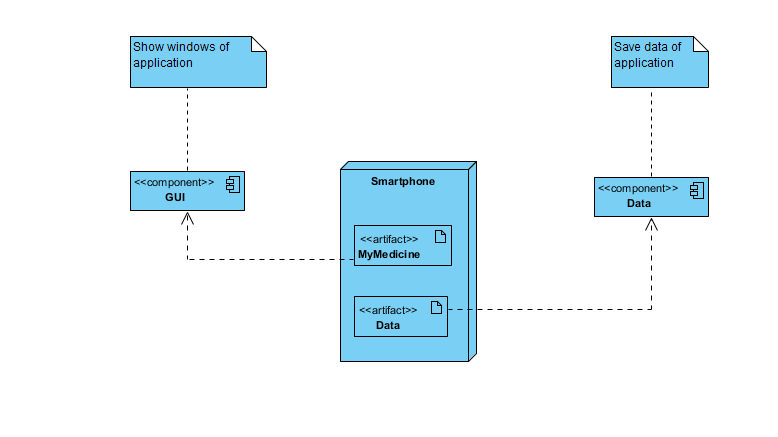 Show windows of
application
Save data of
application
<<component>>
GUI
Smartphone
<<component>>
Data
<<artifact>>
MyMedicine
<<artifact>>
Data